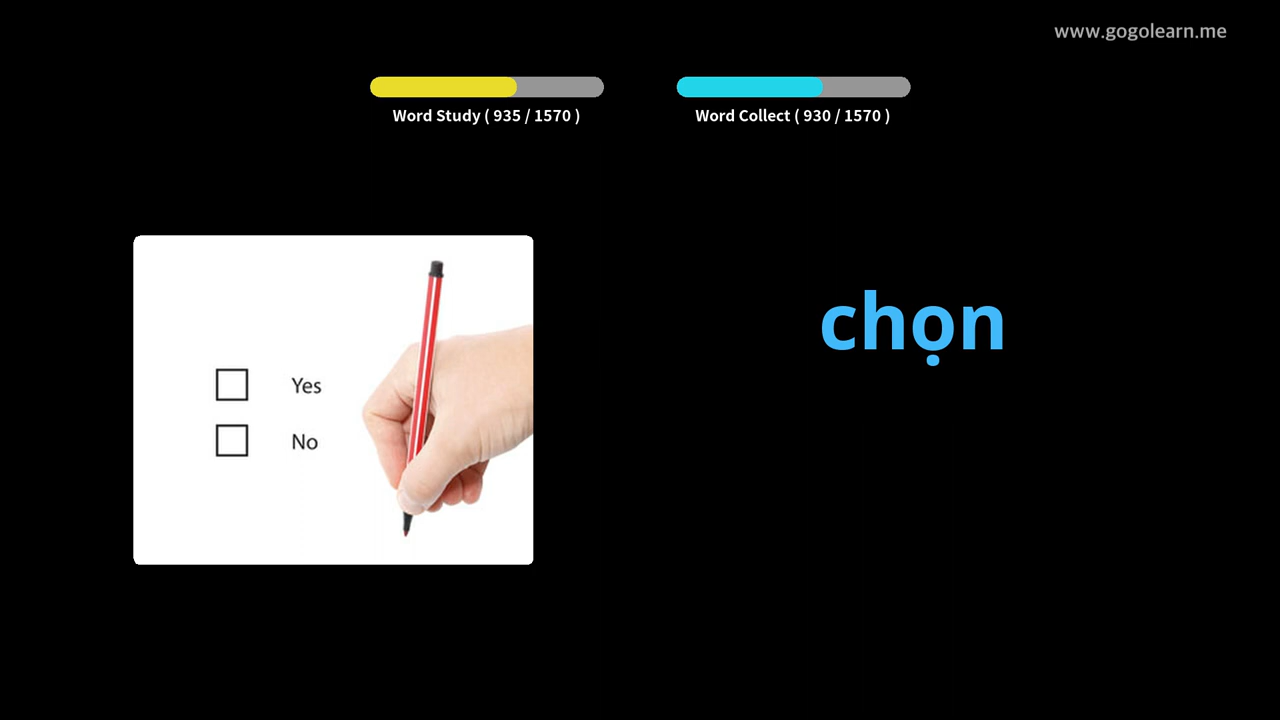 www.gogolearn.me
Word Study ( 935 / 1570 )
Word Collect ( 930 / 1570 )
Yes
No
chọn